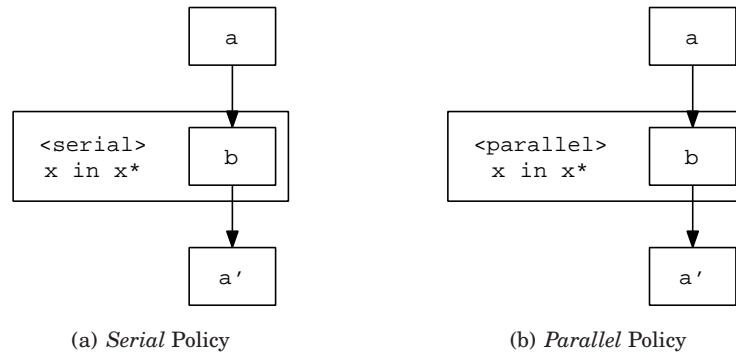 a
a
<serial>
x in x*
b
<parallel>
x in x*
b
a’
a’
(a) Serial Policy
(b) Parallel Policy